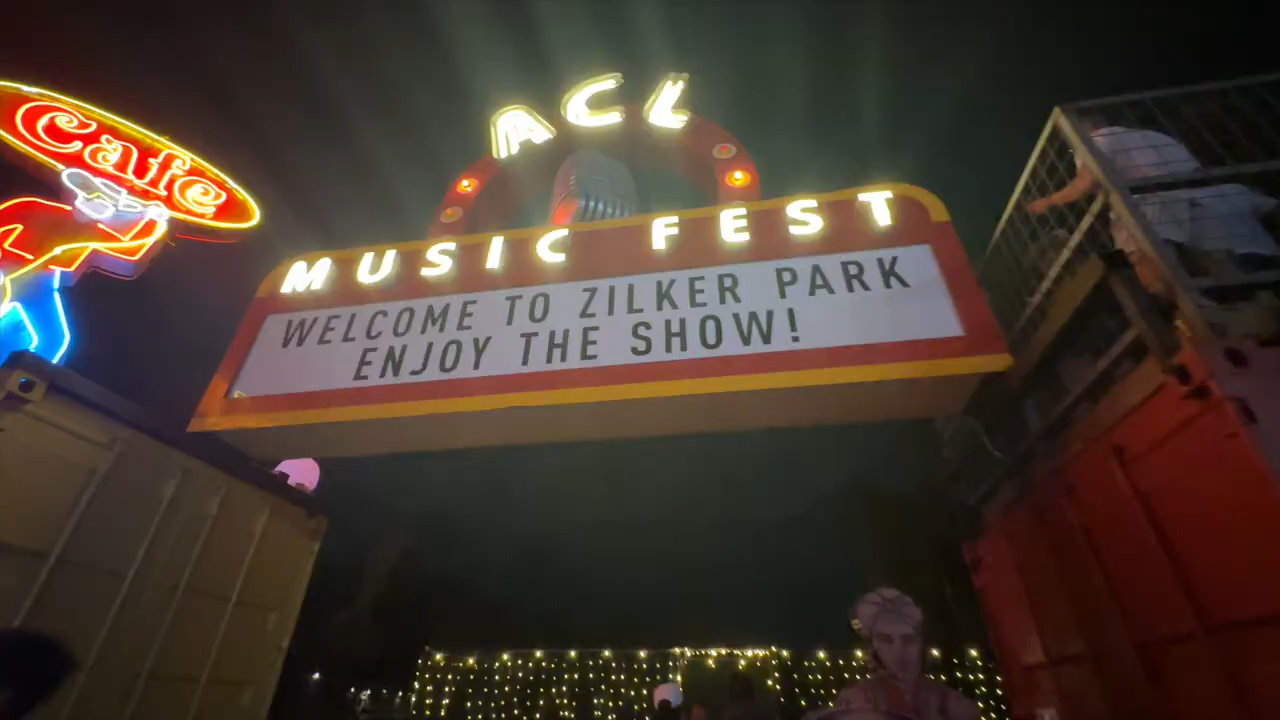 Cafe
ACL
MUSIC FEST
WELCOME TO ZILKER PARK
ENJOY THE SHOW!